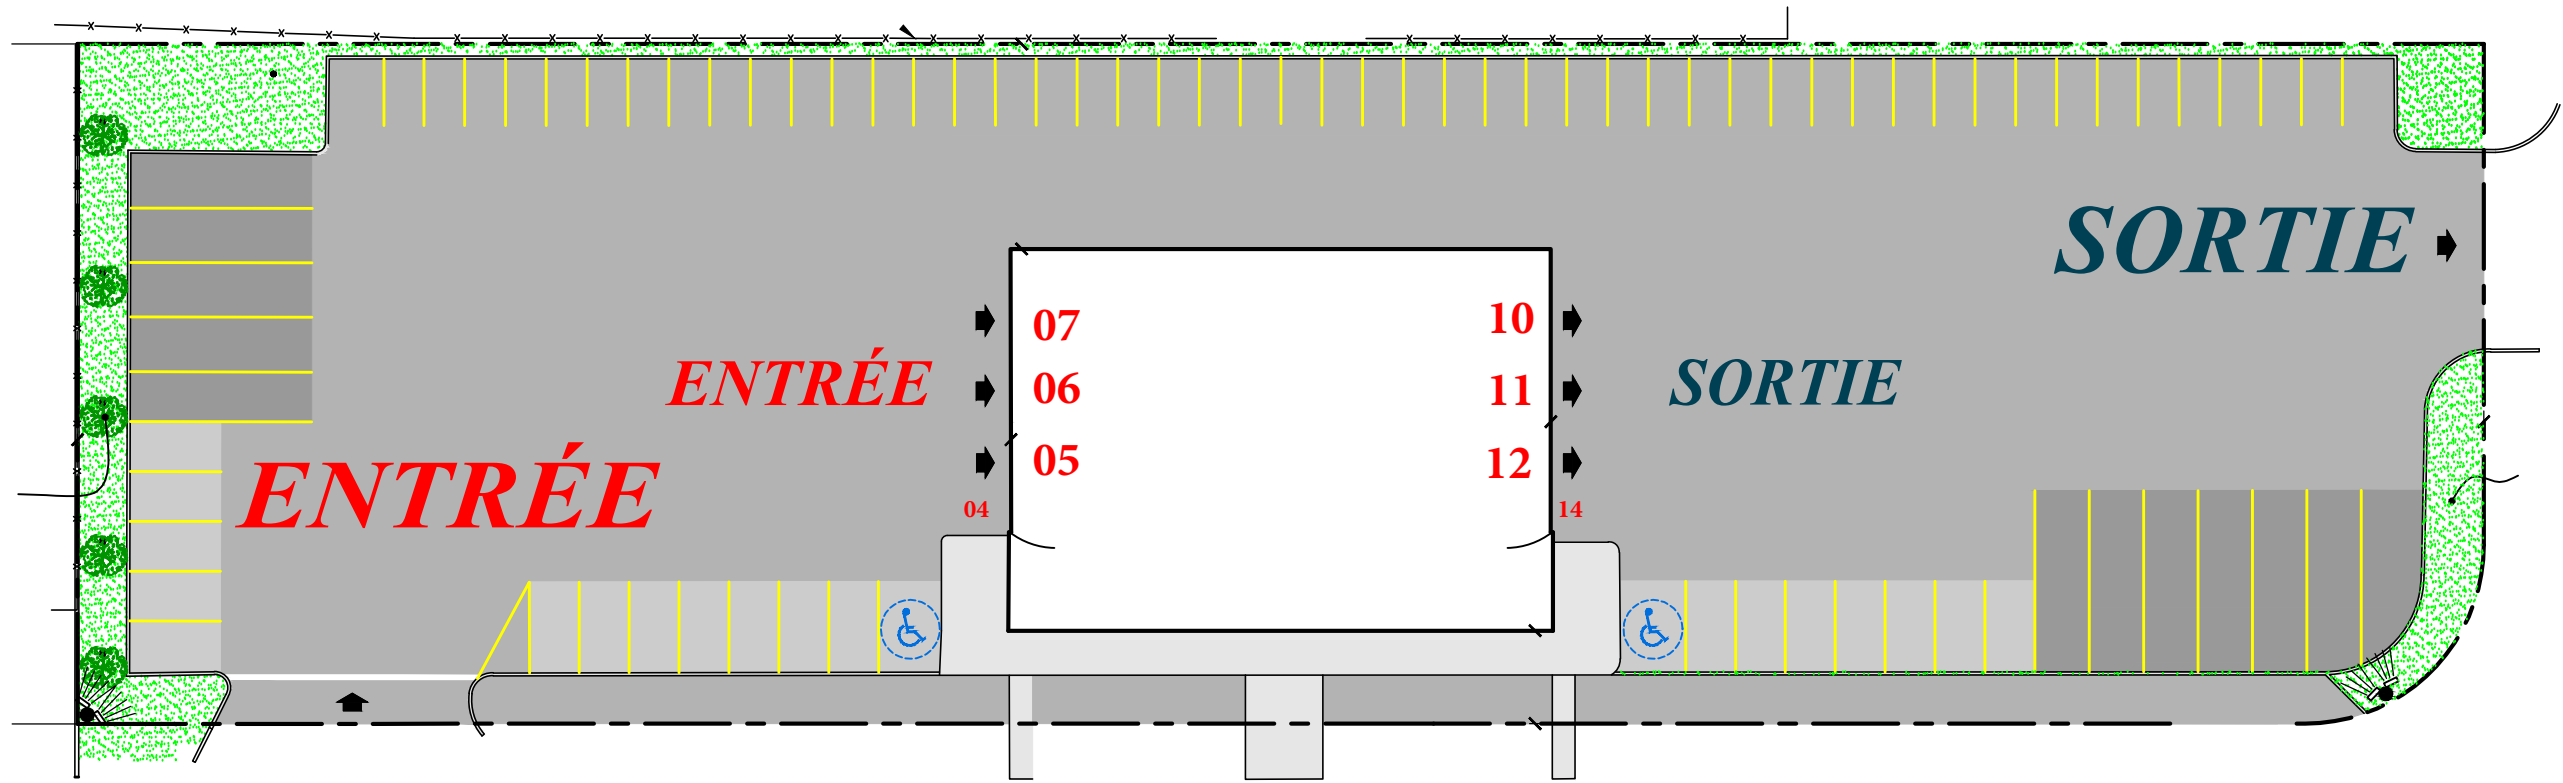 SORTIE
07 10
ENTRÉE 06 11 SORTIE
ENTRÉE 05 12
04 14